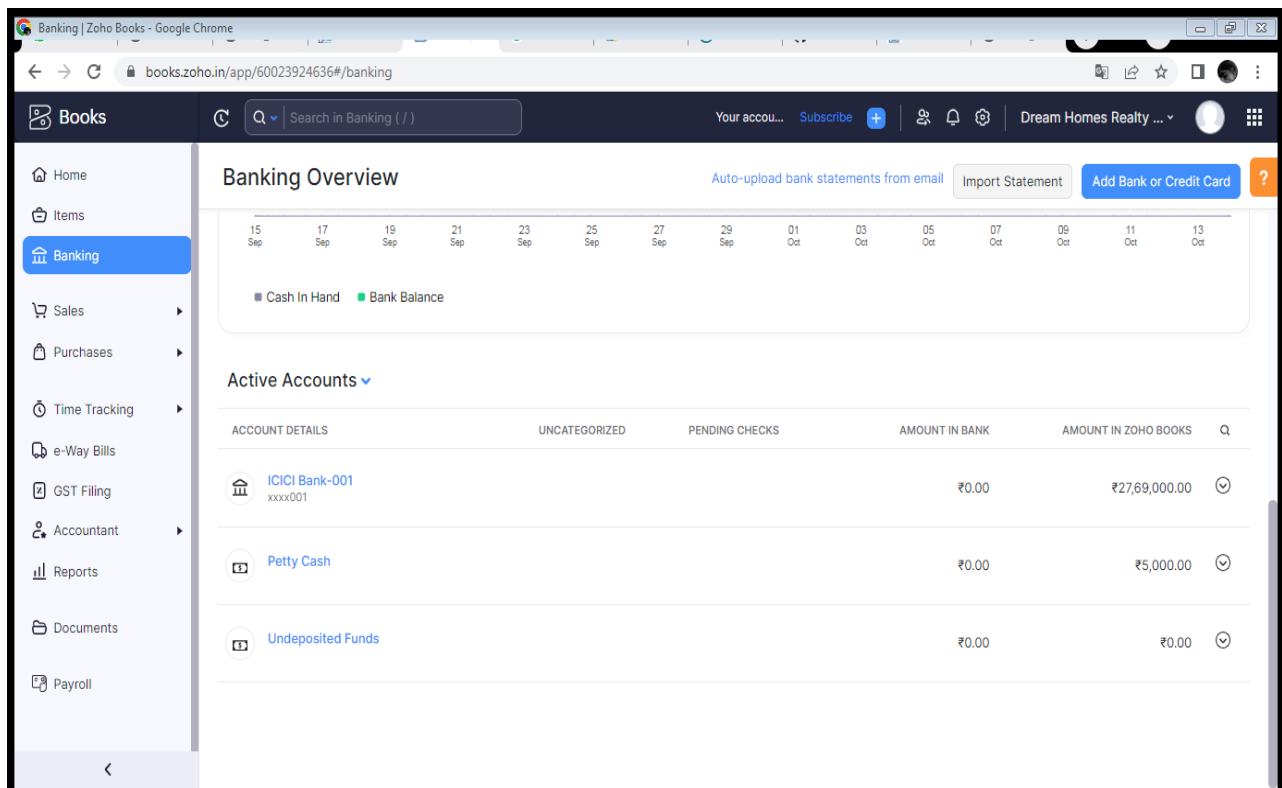 Banking | Zoho Books - Google Chrome
books.zoho.in/app/60023924636#/banking
Books
Search in Banking ( / )
Your accou...
Subscribe
Dream Homes Realty ...
Home
Items
Banking
Sales
Purchases
Time Tracking
e-Way Bills
GST Filing
Accountant
Reports
Documents
Payroll
Banking Overview
Auto-upload bank statements from email
Import Statement
Add Bank or Credit Card
?
15 17 19 21 23 25 27 29 01 03 05 07 09 11 13
Sep Sep Sep Sep Sep Sep Sep Sep Oct Oct Oct Oct Oct Oct Oct
Cash In Hand Bank Balance
Active Accounts
ACCOUNT DETAILS UNCATEGORIZED PENDING CHECKS AMOUNT IN BANK AMOUNT IN ZOHO BOOKS
ICICI Bank-001
xxxx001
₹0.00 ₹27,69,000.00
Petty Cash
₹0.00 ₹5,000.00
Undeposited Funds
₹0.00 ₹0.00